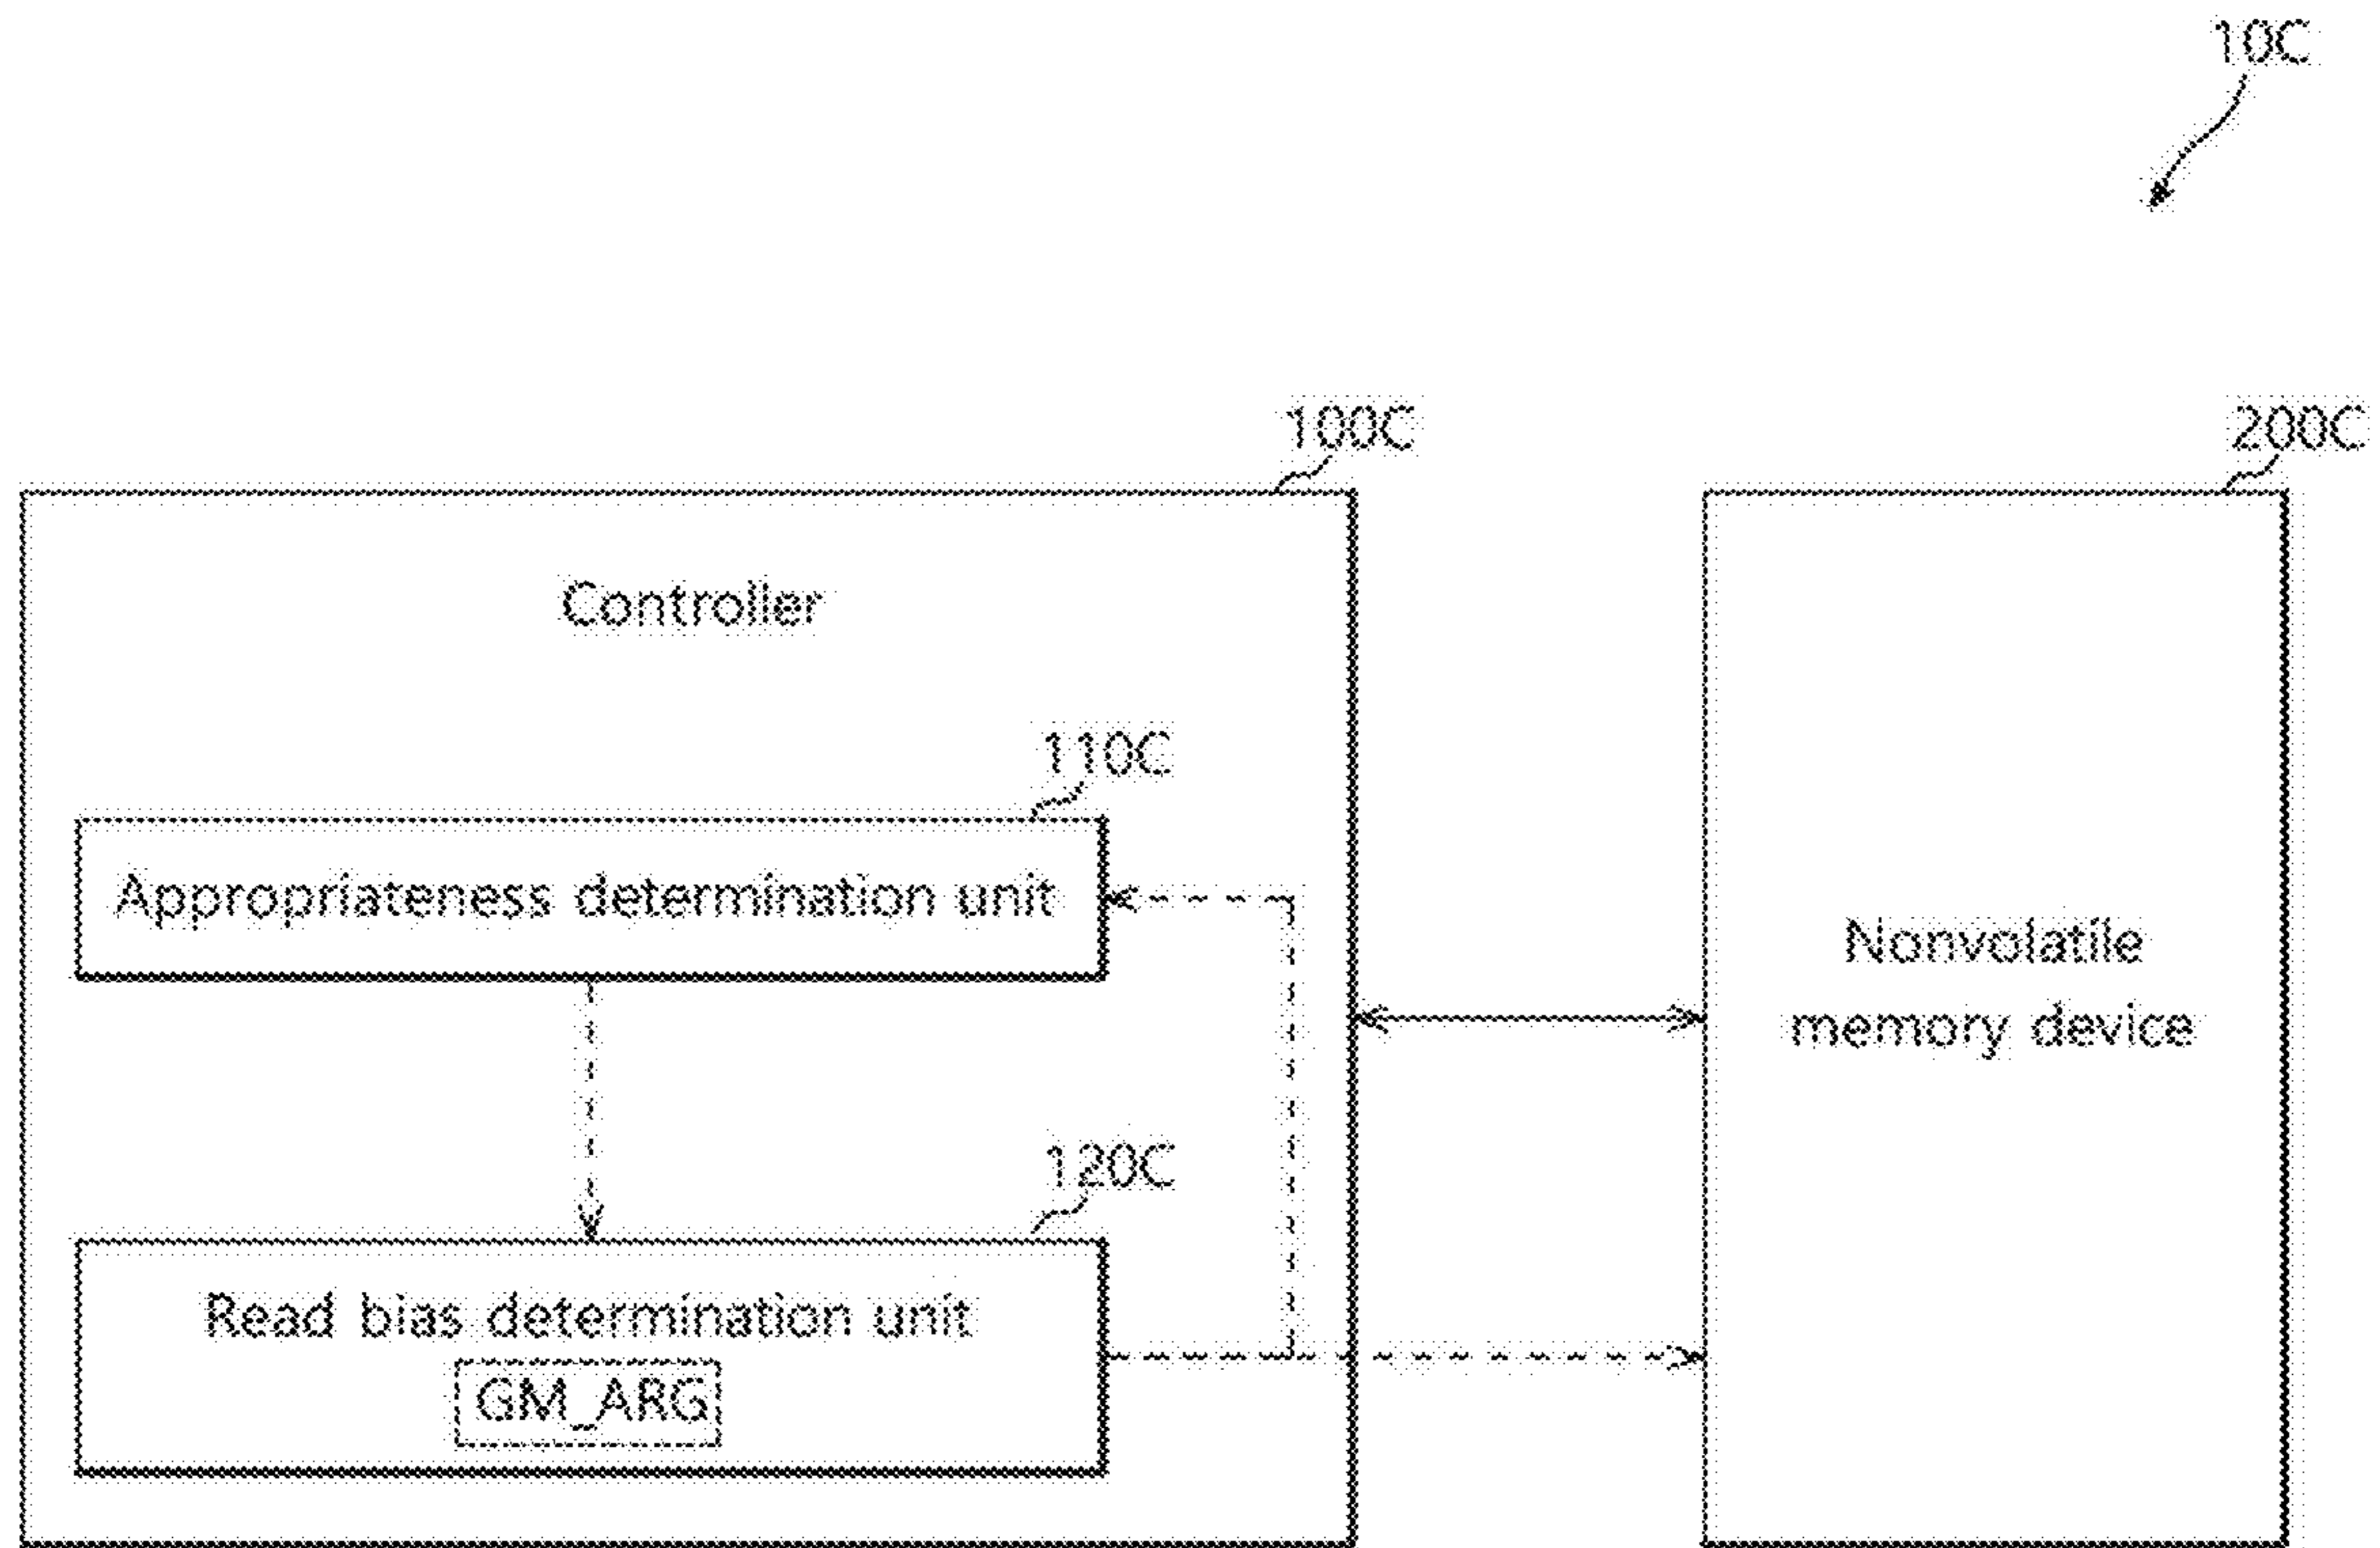 10C
100C
200C
Controller
110C
Appropriateness determination unit
Nonvolatile
memory device
120C
Read bias determination unit
GM_ARG